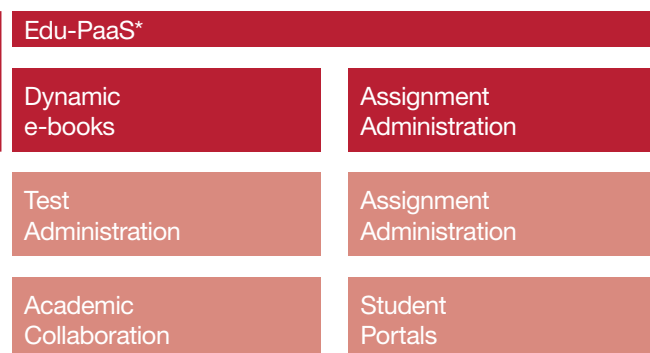 Edu-PaaS*
Dynamic
e-books
Assignment
Administration
Test
Administration
Assignment
Administration
Academic
Collaboration
Student
Portals